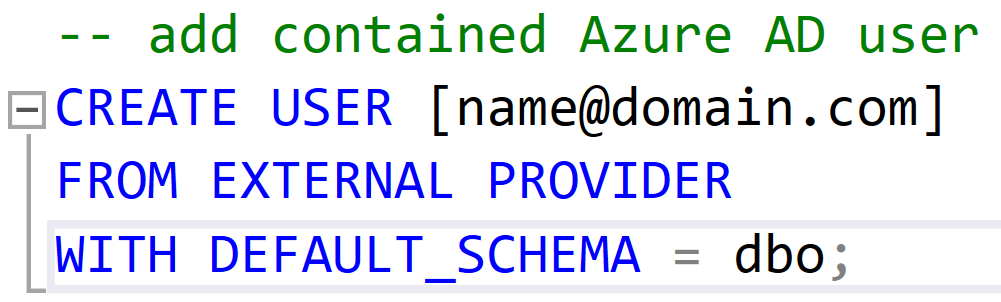 -- add contained Azure AD user
CREATE USER [name@domain.com]
FROM EXTERNAL PROVIDER
WITH DEFAULT_SCHEMA = dbo;